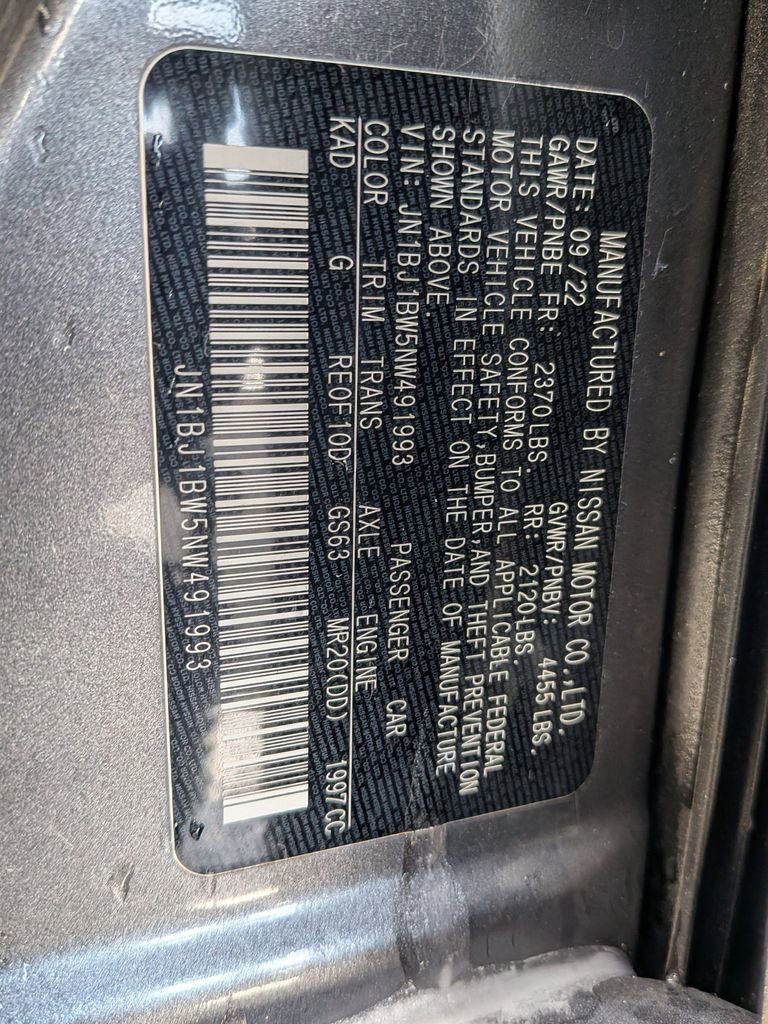 MANUFACTURED BY NISSAN MOTOR CO.,LTD.
DATE: 09/22 GVWR/PNBV: 4455 LBS.
GAWR/PNBE FR: 2370 LBS. RR: 2120 LBS.
THIS VEHICLE CONFORMS TO ALL APPLICABLE FEDERAL
MOTOR VEHICLE SAFETY, BUMPER, AND THEFT PREVENTION
STANDARDS IN EFFECT ON THE DATE OF MANUFACTURE
SHOWN ABOVE.
VIN: JN1BJ1BW5NW491993 PASSENGER CAR
COLOR TRIM TRANS AXLE ENGINE
KAD G RE0F10D GS63 MR20(DD) 1997CC
JN1BJ1BW5NW491993